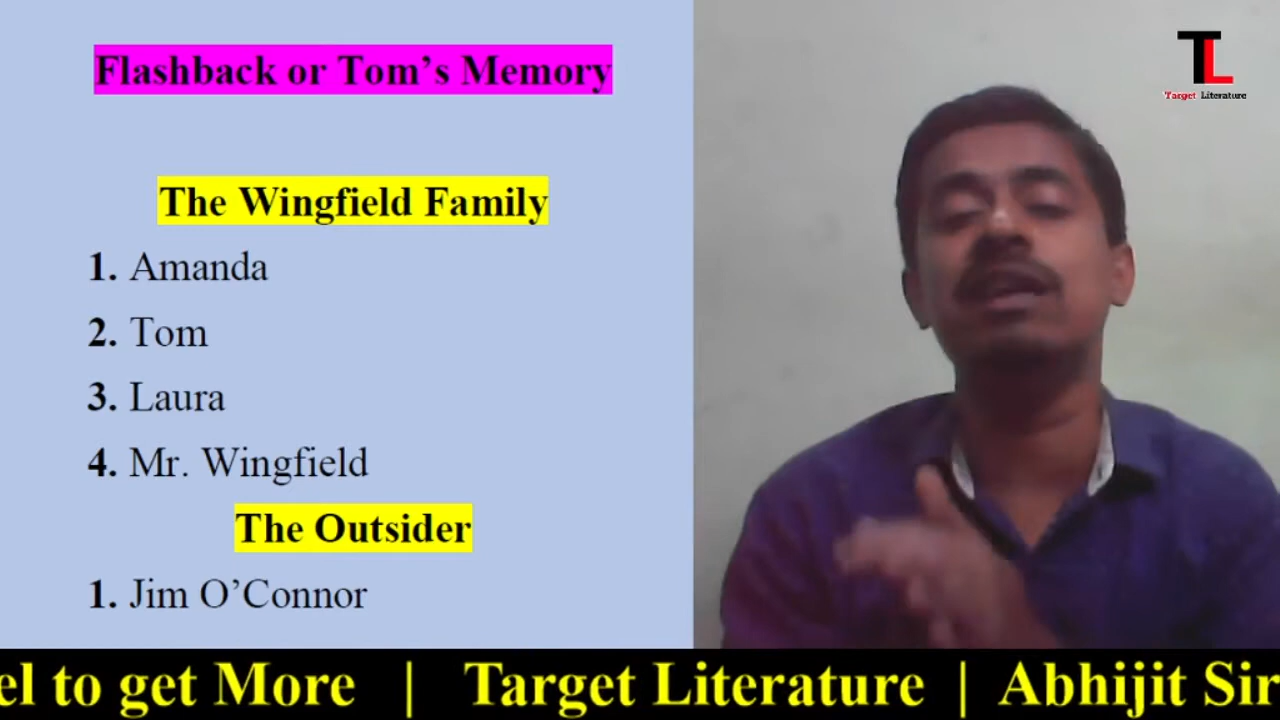 Flashback or Tom's Memory
TL
Target Literature
The Wingfield Family
1. Amanda
2. Tom
3. Laura
4. Mr. Wingfield
The Outsider
1. Jim O'Connor
el to get More | Target Literature | Abhijit Sir